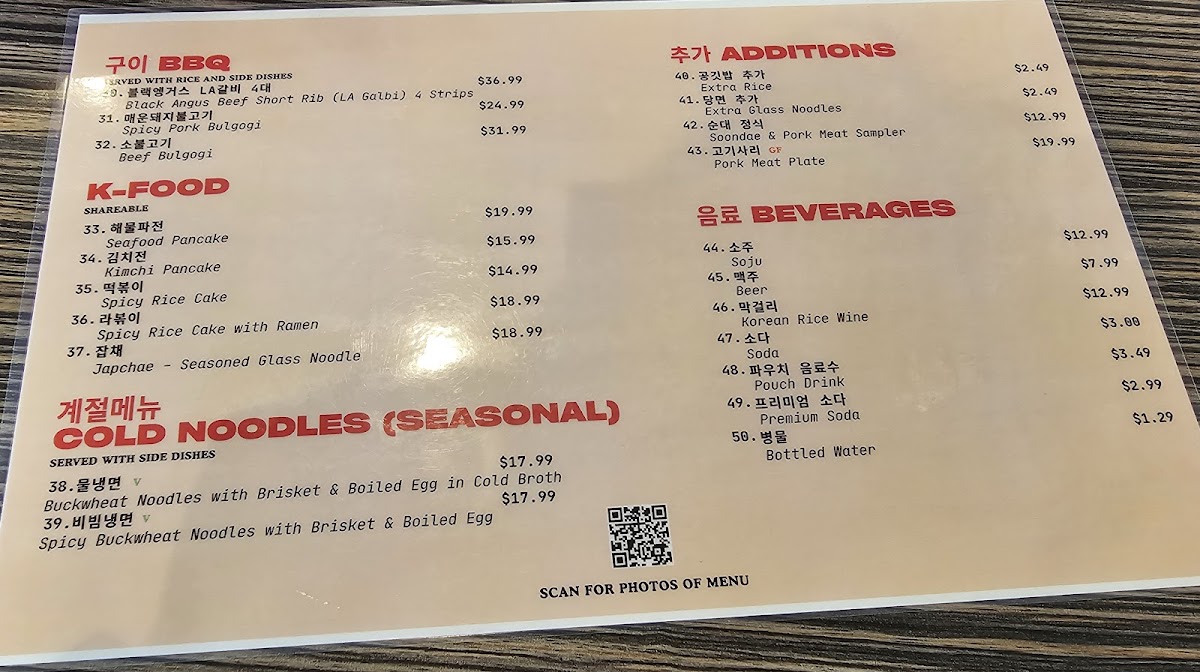 구이 BBQ
SERVED WITH RICE AND SIDE DISHES
0.블랙앵거스 LA갈비 4대 $36.99
Black Angus Beef Short Rib (LA Galbi) 4 Strips
31.매운돼지불고기 $24.99
Spicy Pork Bulgogi
32.소불고기 $31.99
Beef Bulgogi
K-FOOD
SHAREABLE
33.해물파전 $19.99
Seafood Pancake
34.김치전 $15.99
Kimchi Pancake
35.떡볶이 $14.99
Spicy Rice Cake
36.라볶이 $18.99
Spicy Rice Cake with Ramen
37.잡채 $18.99
Japchae - Seasoned Glass Noodle
계절메뉴
COLD NOODLES (SEASONAL)
SERVED WITH SIDE DISHES
38.물냉면 V $17.99
Buckwheat Noodles with Brisket & Boiled Egg in Cold Broth
39.비빔냉면 V $17.99
Spicy Buckwheat Noodles with Brisket & Boiled Egg
추가 ADDITIONS
40.공깃밥 추가 $2.49
Extra Rice
41.당면 추가 $2.49
Extra Glass Noodles
42.순대 정식 $12.99
Soondae & Pork Meat Sampler
43.고기사리 GF $19.99
Pork Meat Plate
음료 BEVERAGES
44.소주 $12.99
Soju
45.맥주 $7.99
Beer
46.막걸리 $12.99
Korean Rice Wine
47.소다 $3.00
Soda
48.파우치 음료수 $3.49
Pouch Drink
49.프리미엄 소다 $2.99
Premium Soda
50.병물 $1.29
Bottled Water
SCAN FOR PHOTOS OF MENU